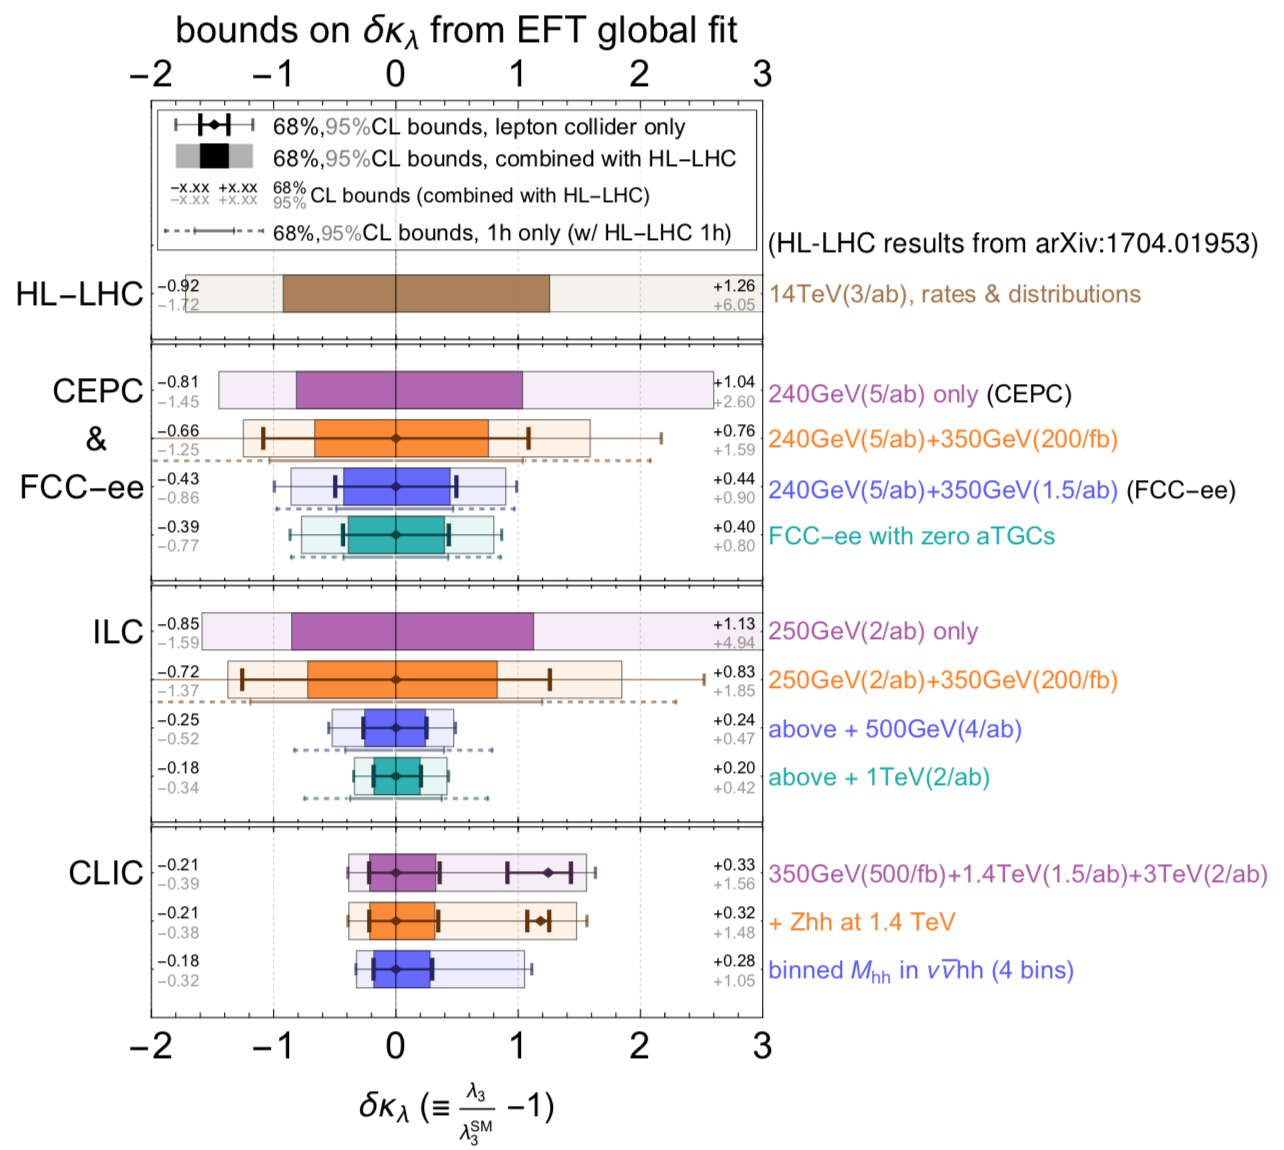 bounds on δκλ from EFT global fit
−2 −1 0 1 2 3
68%,95%CL bounds, lepton collider only
68%,95%CL bounds, combined with HL−LHC
−x.xx +x.xx 68%
−x.xx +x.xx 95% CL bounds (combined with HL−LHC)
68%,95%CL bounds, 1h only (w/ HL−LHC 1h)
(HL-LHC results from arXiv:1704.01953)
HL−LHC −0.92 +1.26 14TeV(3/ab), rates & distributions
−1.72 +6.05
CEPC −0.81 +1.04 240GeV(5/ab) only (CEPC)
−1.45 +2.60
& −0.66 +0.76 240GeV(5/ab)+350GeV(200/fb)
−1.25 +1.59
FCC−ee −0.43 +0.44 240GeV(5/ab)+350GeV(1.5/ab) (FCC−ee)
−0.86 +0.90
−0.39 +0.40 FCC−ee with zero aTGCs
−0.77 +0.80
ILC −0.85 +1.13 250GeV(2/ab) only
−1.59 +4.94
−0.72 +0.83 250GeV(2/ab)+350GeV(200/fb)
−1.37 +1.85
−0.25 +0.24 above + 500GeV(4/ab)
−0.52 +0.47
−0.18 +0.20 above + 1TeV(2/ab)
−0.34 +0.42
CLIC −0.21 +0.33 350GeV(500/fb)+1.4TeV(1.5/ab)+3TeV(2/ab)
−0.39 +1.56
−0.21 +0.32 + Zhh at 1.4 TeV
−0.38 +1.48
−0.18 +0.28 binned Mhh in νν̅hh (4 bins)
−0.32 +1.05
−2 −1 0 1 2 3
δκλ (≡ λ3/λ3SM −1)